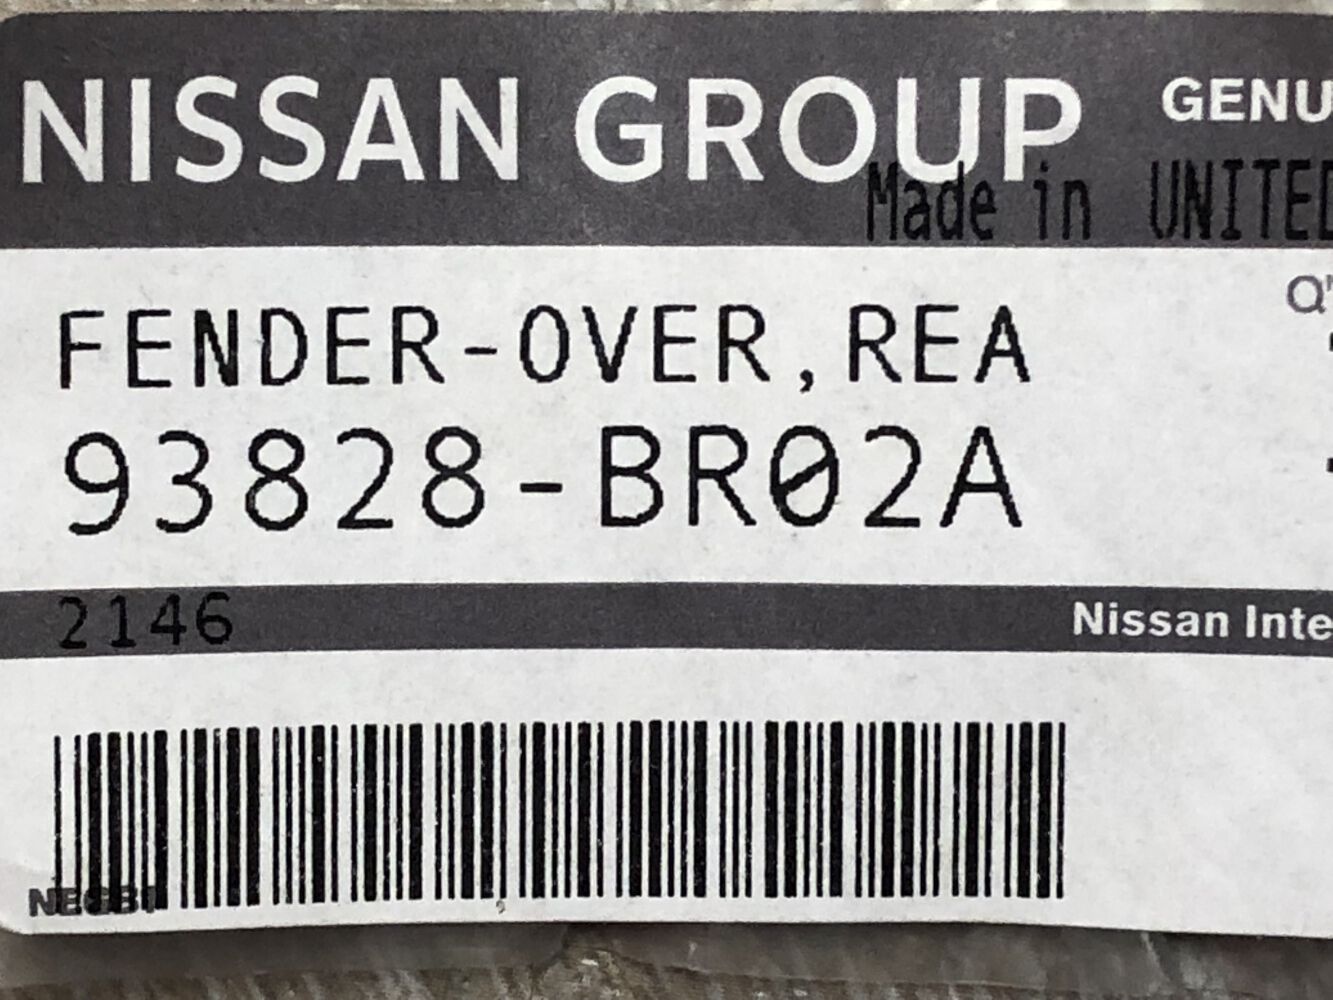 NISSAN GROUP
GENU
Made in UNITED
FENDER-OVER,REA
93828-BR02A
2146
Nissan Inte